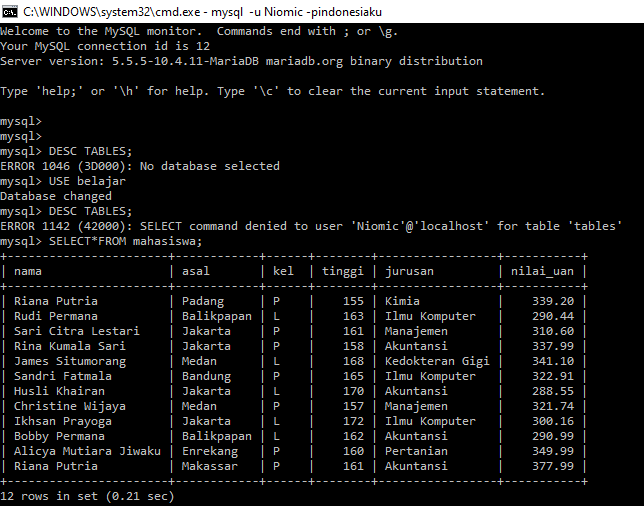 C:\WINDOWS\system32\cmd.exe - mysql -u Niomic -pindonesiaku
Welcome to the MySQL monitor.  Commands end with ; or \g.
Your MySQL connection id is 12
Server version: 5.5.5-10.4.11-MariaDB mariadb.org binary distribution

Type 'help;' or '\h' for help. Type '\c' to clear the current input statement.

mysql>
mysql>
mysql> DESC TABLES;
ERROR 1046 (3D000): No database selected
mysql> USE belajar
Database changed
mysql> DESC TABLES;
ERROR 1142 (42000): SELECT command denied to user 'Niomic'@'localhost' for table 'tables'
mysql> SELECT*FROM mahasiswa;
+----------------------+------------+------+--------+----------------+-----------+
| nama                 | asal       | kel  | tinggi | jurusan        | nilai_uan |
+----------------------+------------+------+--------+----------------+-----------+
| Riana Putria         | Padang     | P    |    155 | Kimia          |    339.20 |
| Rudi Permana         | Balikpapan | L    |    163 | Ilmu Komputer  |    290.44 |
| Sari Citra Lestari   | Jakarta    | P    |    161 | Manajemen      |    310.60 |
| Rina Kumala Sari     | Jakarta    | P    |    158 | Akuntansi      |    337.99 |
| James Situmorang     | Medan      | L    |    168 | Kedokteran Gigi |    341.10 |
| Sandri Fatmala       | Bandung    | P    |    165 | Ilmu Komputer  |    322.91 |
| Husli Khairan        | Jakarta    | L    |    170 | Akuntansi      |    288.55 |
| Christine Wijaya     | Medan      | P    |    157 | Manajemen      |    321.74 |
| Ikhsan Prayoga       | Jakarta    | L    |    172 | Ilmu Komputer  |    300.16 |
| Bobby Permana        | Balikpapan | L    |    162 | Akuntansi      |    290.99 |
| Alicya Mutiara Jiwaku | Enrekang   | P    |    160 | Pertanian      |    349.99 |
| Riana Putria         | Makassar   | P    |    161 | Akuntansi      |    377.99 |
+----------------------+------------+------+--------+----------------+-----------+
12 rows in set (0.21 sec)